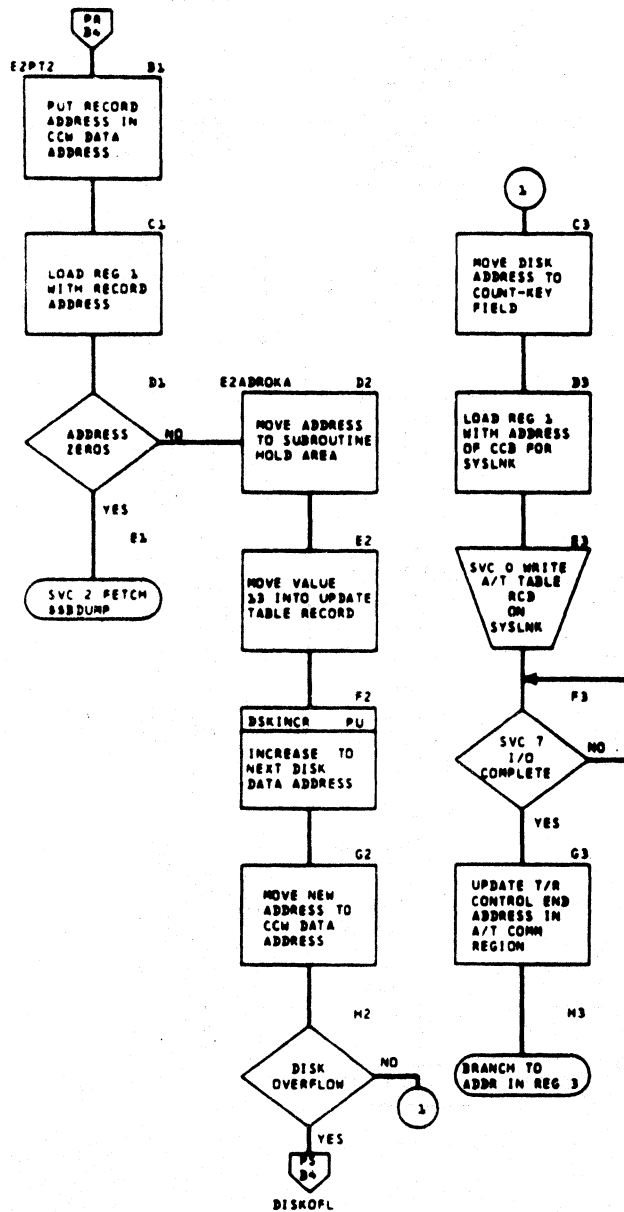 PA
B4
E2PT2 B1
PUT RECORD
ADDRESS IN
CCW DATA
ADDRESS
C1
LOAD REG 1
WITH RECORD
ADDRESS
D1
ADDRESS
ZEROS
NO
YES
E1
SVC 2 FETCH
E2ADROKA D2
MOVE ADDRESS
TO SUBROUTINE
HOLD AREA
E2
MOVE VALUE
13 INTO UPDATE
TABLE RECORD
F2
DSKINCR PU
INCREASE TO
NEXT DISK
DATA ADDRESS
G2
MOVE NEW
ADDRESS TO
CCW DATA
ADDRESS
H2
DISK
OVERFLOW
NO
1
YES
PS
B4
DISKOFL
1
C3
MOVE DISK
ADDRESS TO
COUNT-KEY
FIELD
D3
LOAD REG 1
WITH ADDRESS
OF CCB FOR
SYSLNK
E3
SVC 0 WRITE
A/T TABLE
RCD
ON
SYSLNK
F3
SVC 7
I/O
COMPLETE
NO
YES
G3
UPDATE T/R
CONTROL END
ADDRESS IN
A/T COMM
REGION
H3
BRANCH TO
ADDR IN REG 3